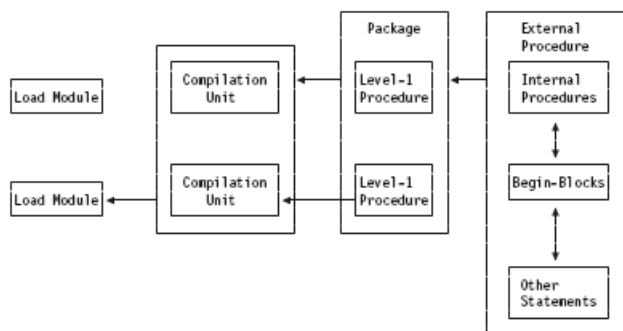 Package
External
Procedure
Load Module
Compilation
Unit
Level-1
Procedure
Internal
Procedures
Load Module
Compilation
Unit
Level-1
Procedure
Begin-Blocks
Other
Statements